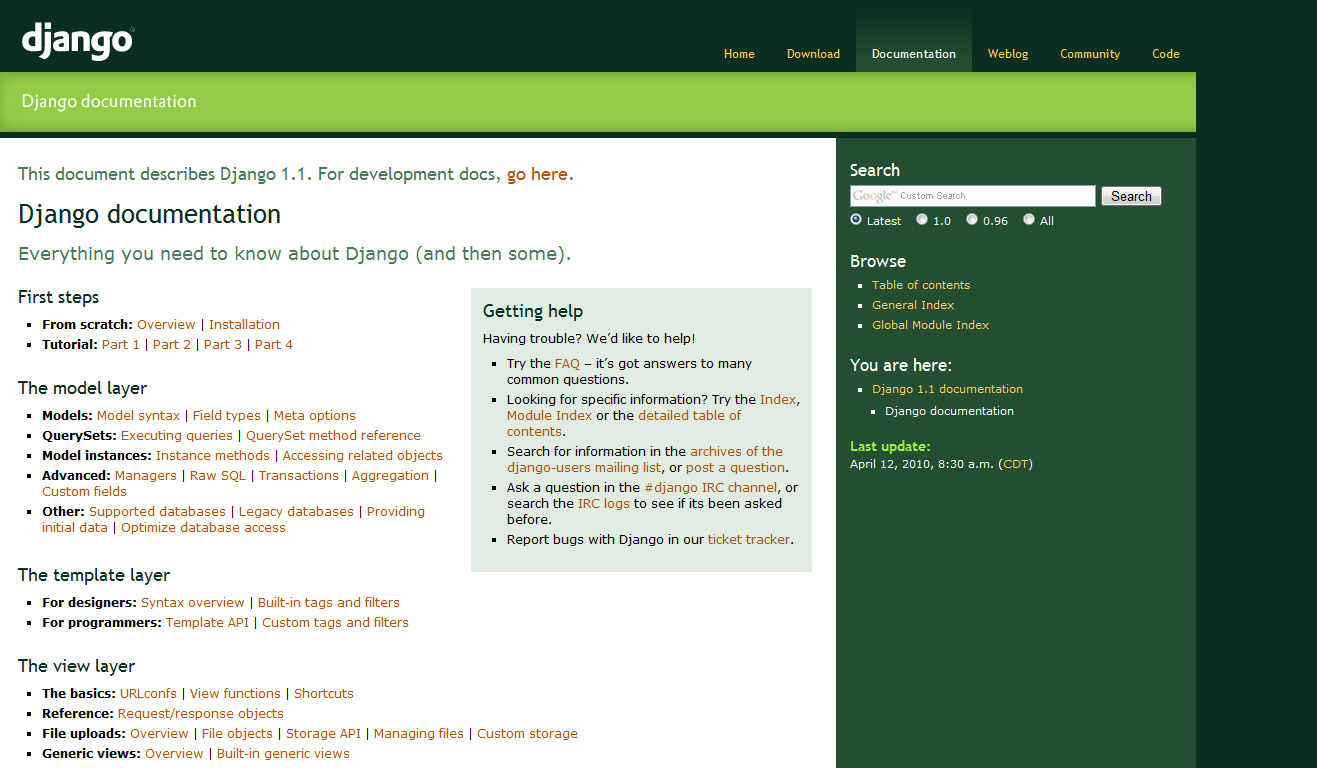 django
Home Download Documentation Weblog Community Code
Django documentation
This document describes Django 1.1. For development docs, go here.
Django documentation
Everything you need to know about Django (and then some).
First steps
From scratch: Overview | Installation
Tutorial: Part 1 | Part 2 | Part 3 | Part 4
The model layer
Models: Model syntax | Field types | Meta options
QuerySets: Executing queries | QuerySet method reference
Model instances: Instance methods | Accessing related objects
Advanced: Managers | Raw SQL | Transactions | Aggregation |
Custom fields
Other: Supported databases | Legacy databases | Providing
initial data | Optimize database access
The template layer
For designers: Syntax overview | Built-in tags and filters
For programmers: Template API | Custom tags and filters
The view layer
The basics: URLconfs | View functions | Shortcuts
Reference: Request/response objects
File uploads: Overview | File objects | Storage API | Managing files | Custom storage
Generic views: Overview | Built-in generic views
Getting help
Having trouble? We’d like to help!
Try the FAQ – it’s got answers to many
common questions.
Looking for specific information? Try the Index,
Module Index or the detailed table of
contents.
Search for information in the archives of the
django-users mailing list, or post a question.
Ask a question in the #django IRC channel, or
search the IRC logs to see if its been asked
before.
Report bugs with Django in our ticket tracker.
Search
Google™ Custom Search Search
Latest 1.0 0.96 All
Browse
Table of contents
General Index
Global Module Index
You are here:
Django 1.1 documentation
Django documentation
Last update:
April 12, 2010, 8:30 a.m. (CDT)